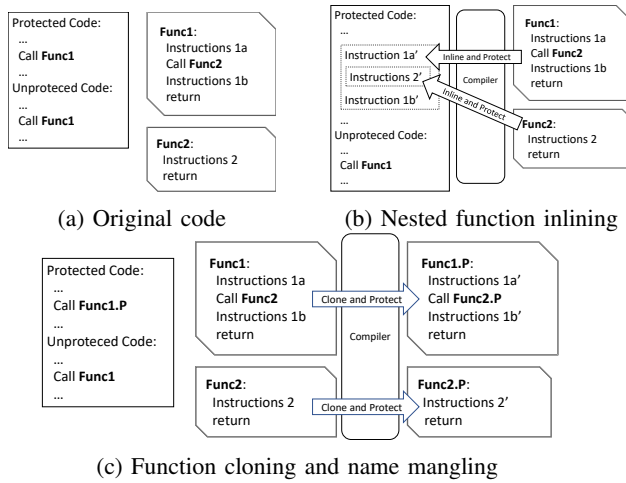 Protected Code:
...
Call Func1
...
Unproteced Code:
...
Call Func1
...
Func1:
Instructions 1a
Call Func2
Instructions 1b
return
Func2:
Instructions 2
return
(a) Original code
Protected Code:
...
Instruction 1a'
Instructions 2'
Instruction 1b'
...
Unproteced Code:
...
Call Func1
...
Inline and Protect
Compiler
Inline and Protect
Func1:
Instructions 1a
Call Func2
Instructions 1b
return
Func2:
Instructions 2
return
(b) Nested function inlining
Protected Code:
...
Call Func1.P
...
Unproteced Code:
...
Call Func1
...
Func1:
Instructions 1a
Call Func2
Instructions 1b
return
Func2:
Instructions 2
return
Clone and Protect
Compiler
Clone and Protect
Func1.P:
Instructions 1a'
Call Func2.P
Instructions 1b'
return
Func2.P:
Instructions 2'
return
(c) Function cloning and name mangling